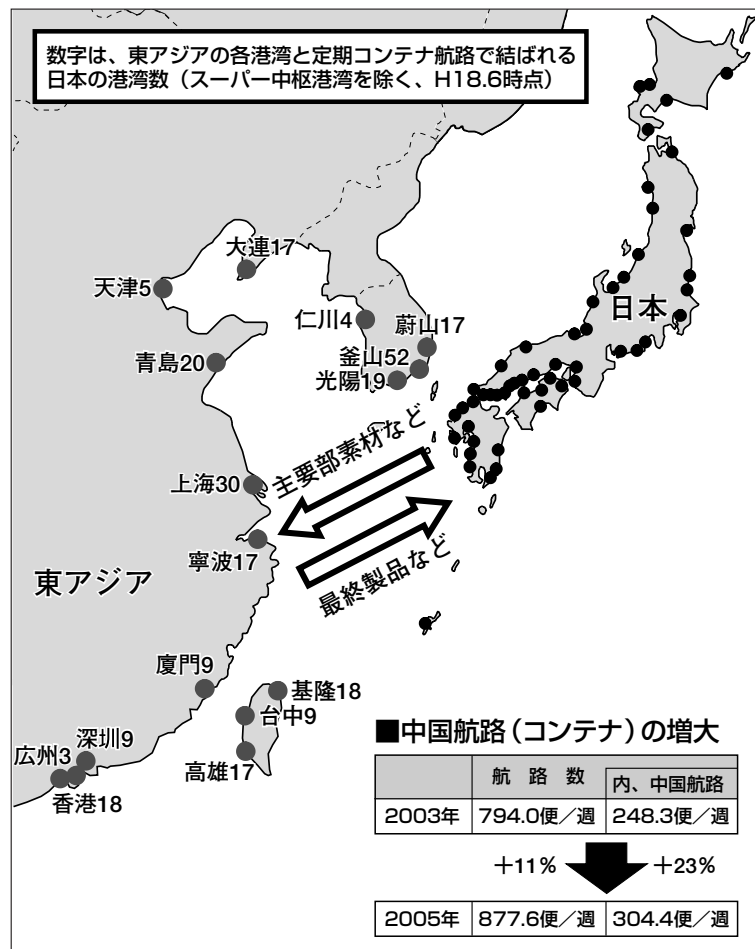 数字は、東アジアの各港湾と定期コンテナ航路で結ばれる
日本の港湾数（スーパー中枢港湾を除く、H18.6時点）
大連17
天津5
仁川4
蔚山17
日本
釜山52
青島20
光陽19
主要部素材など
上海30
寧波17
最終製品など
東アジア
廈門9
基隆18
台中9
深圳9
広州3
高雄17
香港18
■中国航路（コンテナ）の増大
航路数
内、中国航路
2003年 794.0便／週 248.3便／週
＋11% ＋23%
2005年 877.6便／週 304.4便／週